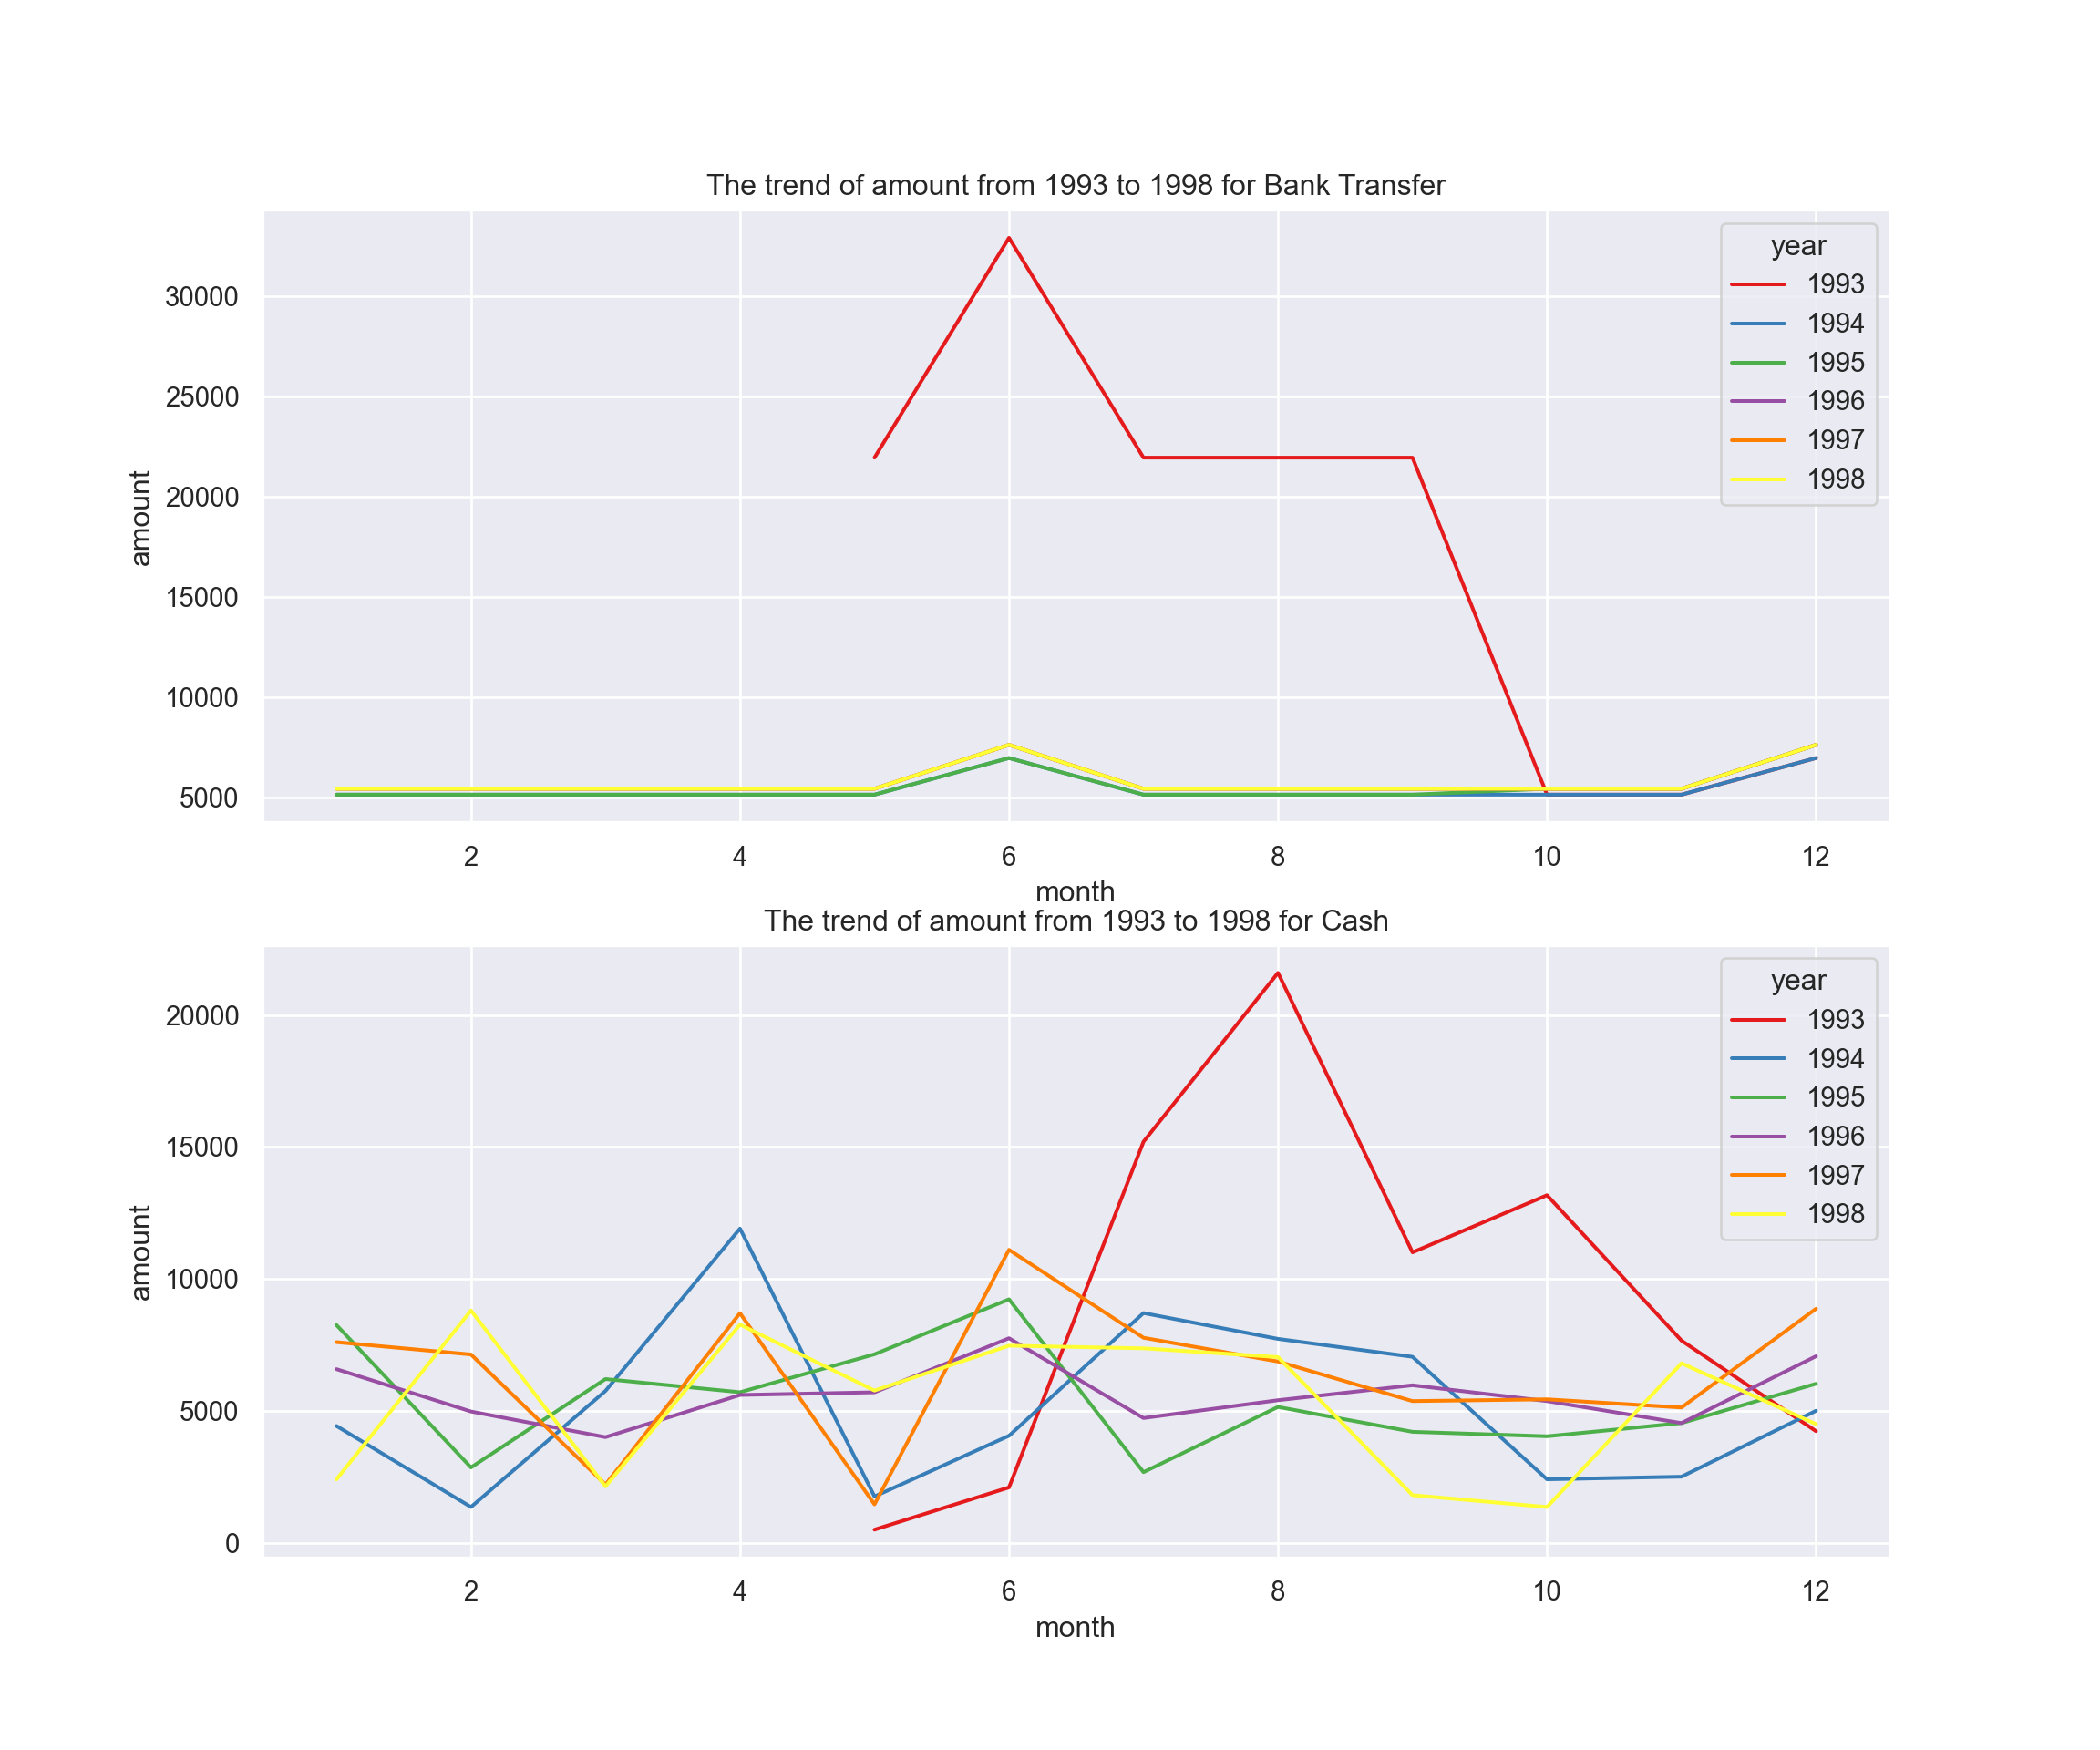 The trend of amount from 1993 to 1998 for Bank Transfer
year
1993
1994
1995
1996
1997
1998
30000
25000
20000
15000
10000
5000
amount
2 4 6 8 10 12
month
The trend of amount from 1993 to 1998 for Cash
year
1993
1994
1995
1996
1997
1998
20000
15000
10000
5000
0
amount
2 4 6 8 10 12
month